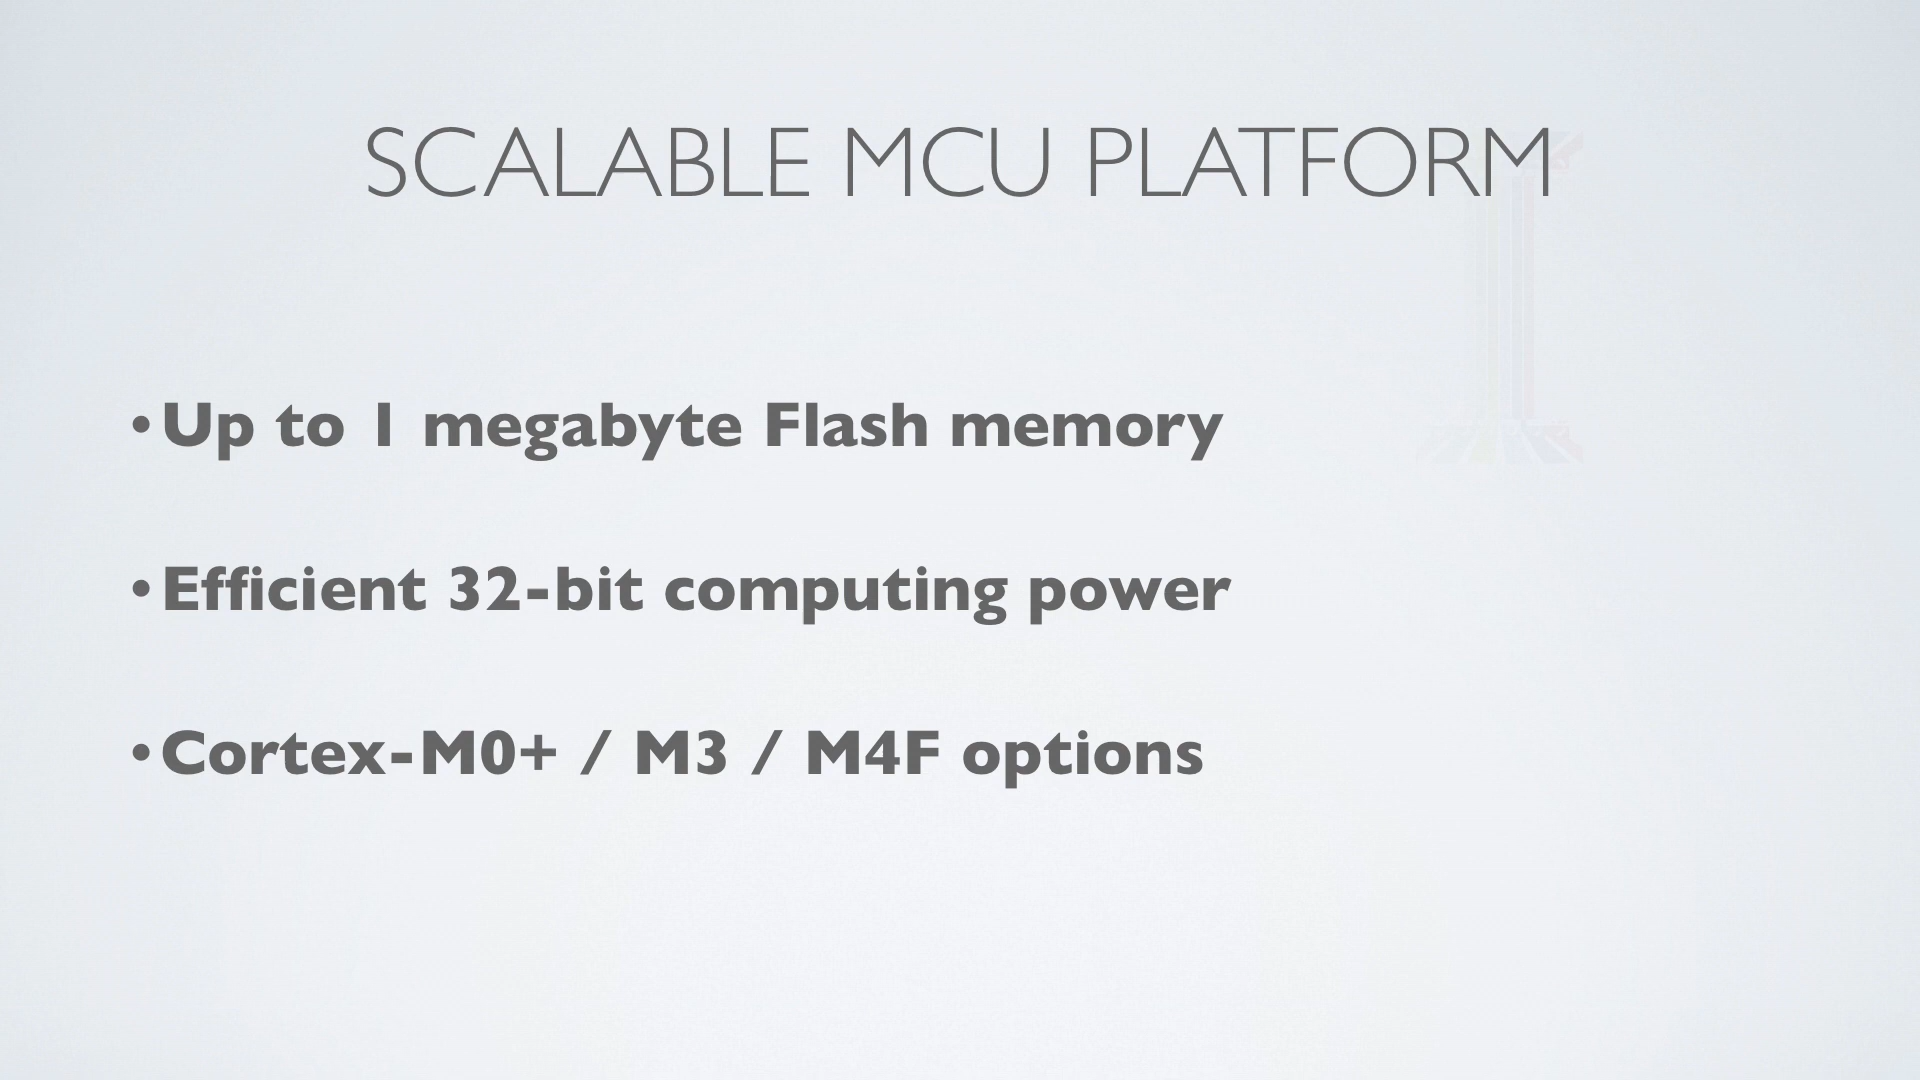 SCALABLE MCU PLATFORM
•Up to 1 megabyte Flash memory
•Efficient 32-bit computing power
•Cortex-M0+ / M3 / M4F options